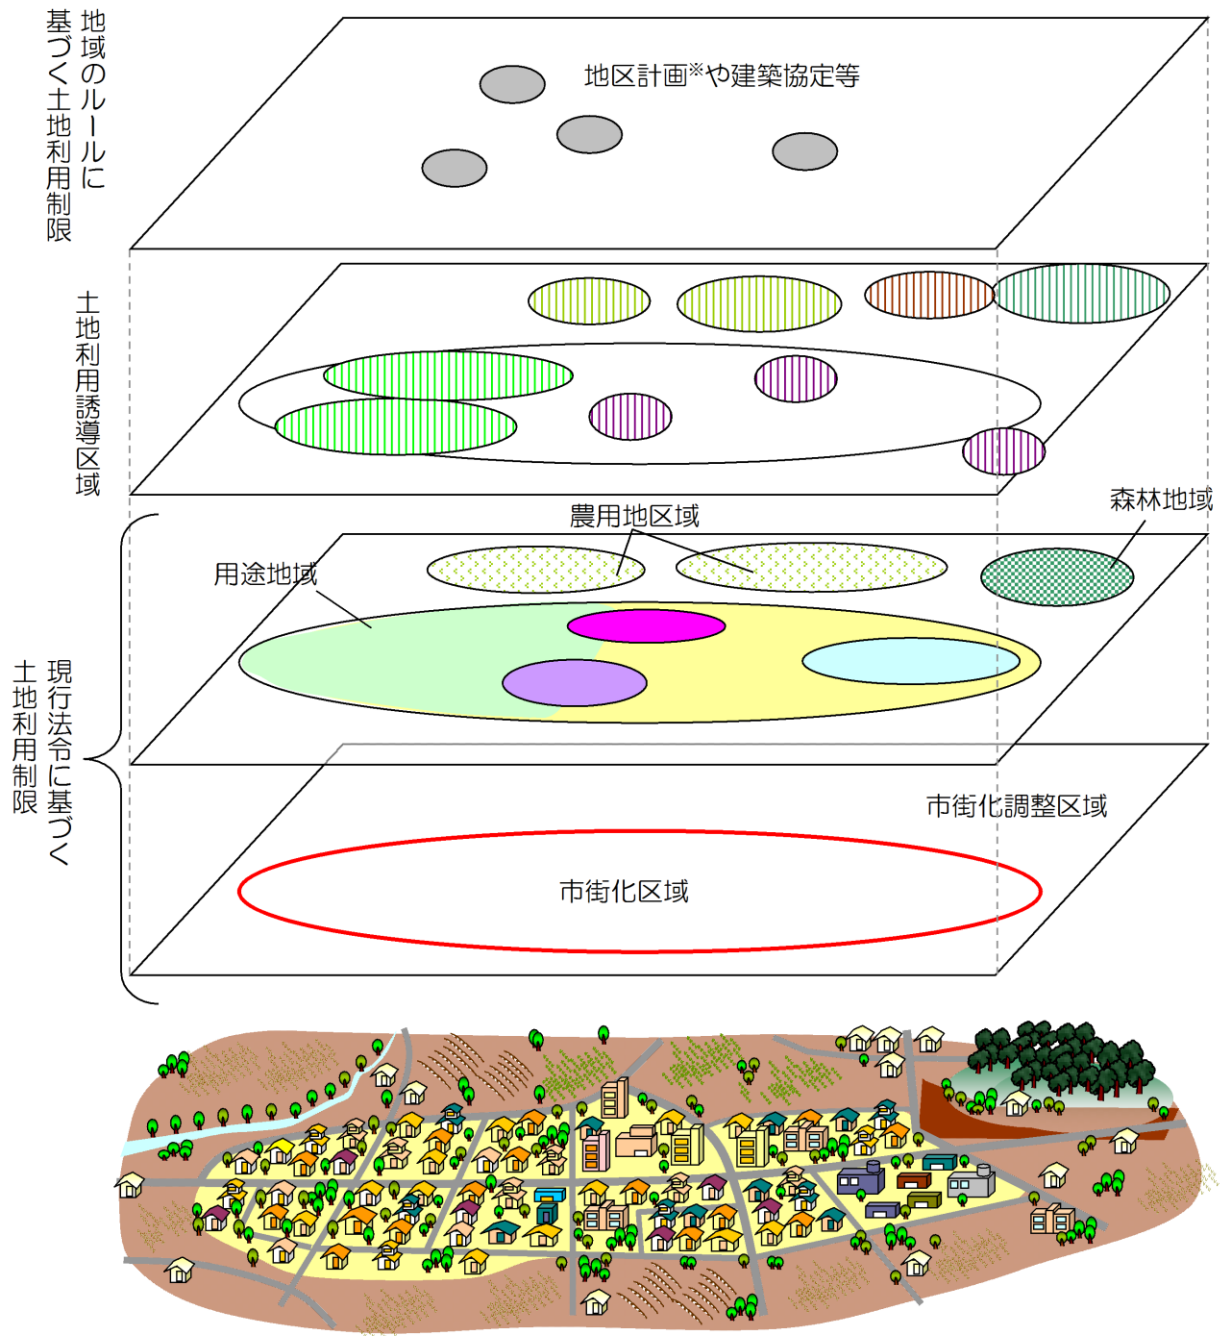 地域のルールに
基づく土地利用制限
地区計画※や建築協定等
土地利用誘導区域
農用地区域
森林地域
用途地域
現行法令に基づく
土地利用制限
市街化調整区域
市街化区域